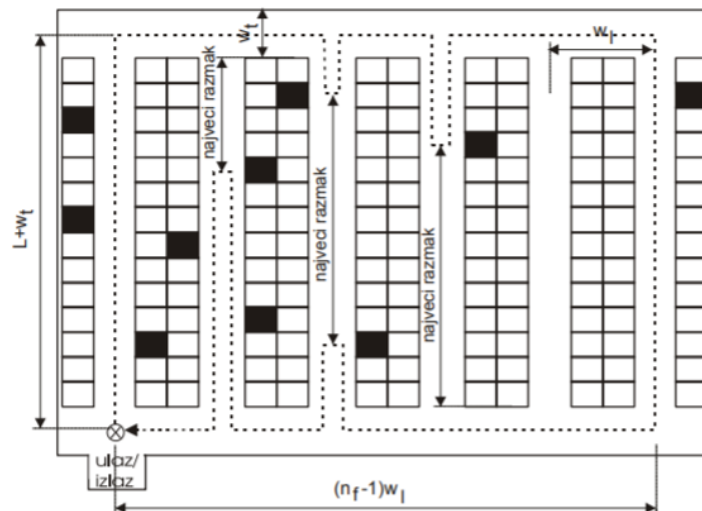 w_t
w_l
najveci razmak
najveci razmak
najveci razmak
L+w_t
ulaz/
izlaz
(n_f-1)w_l